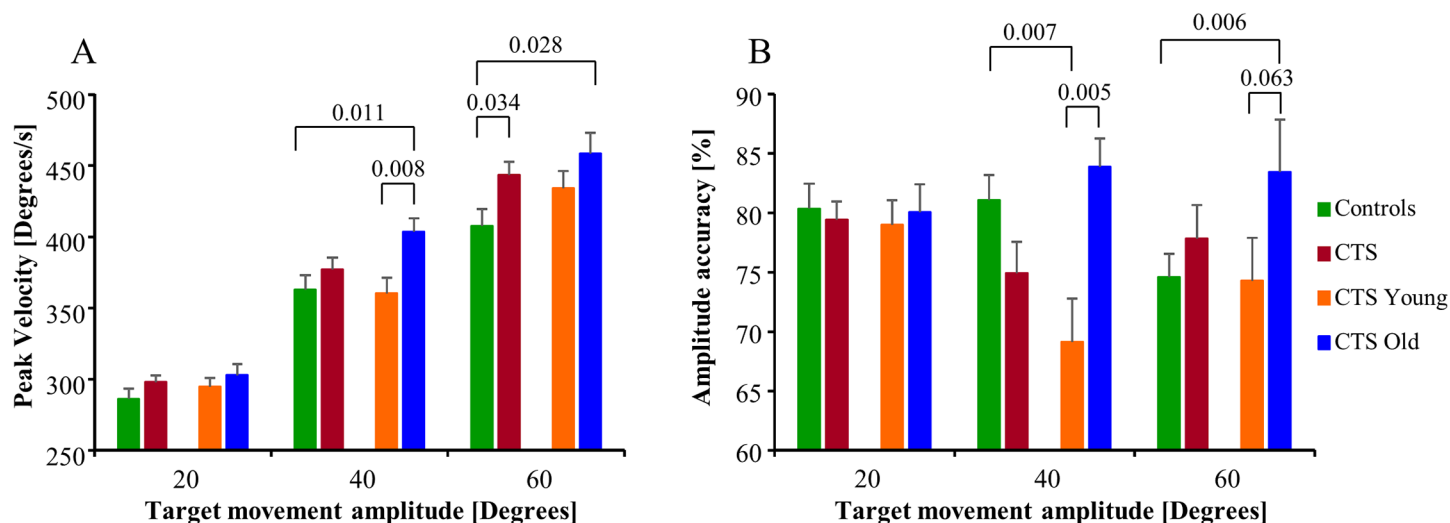 A
0.028
0.034
0.011
0.008
500
450
400
350
300
250
Peak Velocity [Degrees/s]
20 40 60
Target movement amplitude [Degrees]
B
0.007
0.006
0.005
0.063
90
85
80
75
70
65
60
Amplitude accuracy [%]
20 40 60
Target movement amplitude [Degrees]
Controls
CTS
CTS Young
CTS Old